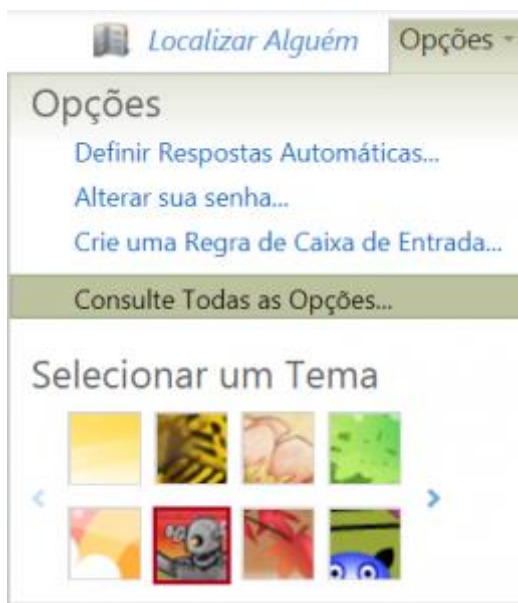 Localizar Alguém Opções
Opções
Definir Respostas Automáticas...
Alterar sua senha...
Crie uma Regra de Caixa de Entrada...
Consulte Todas as Opções...
Selecionar um Tema